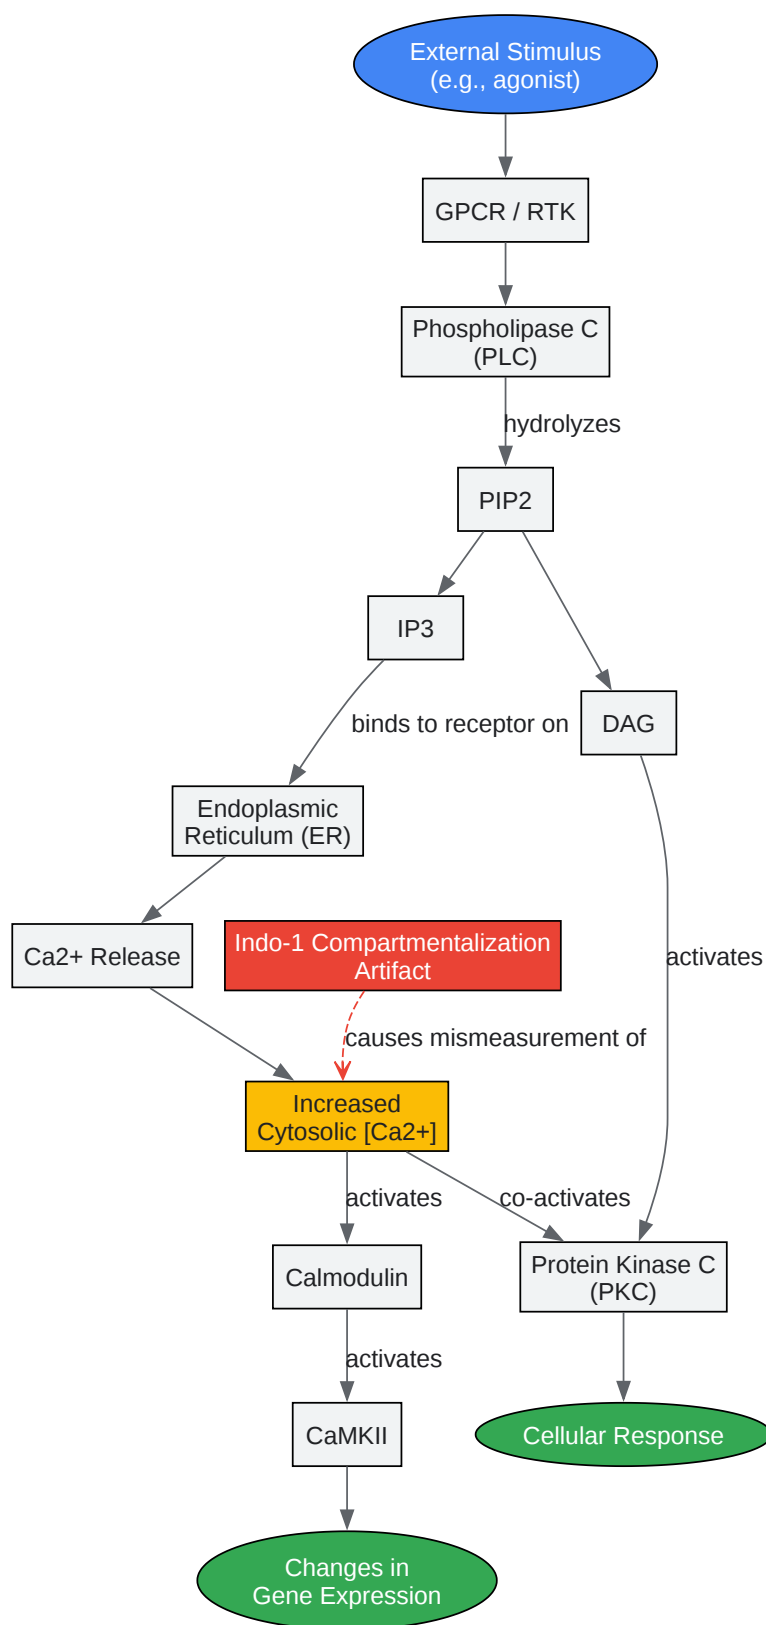 External Stimulus
(e.g., agonist)
GPCR / RTK
Phospholipase C
(PLC)
hydrolyzes
PIP2
IP3
binds to receptor on
DAG
Endoplasmic
Reticulum (ER)
Ca2+ Release
Indo-1 Compartmentalization
Artifact
activates
causes mismeasurement of
Increased
Cytosolic [Ca2+]
activates
co-activates
Calmodulin
Protein Kinase C
(PKC)
activates
CaMKII
Cellular Response
Changes in
Gene Expression